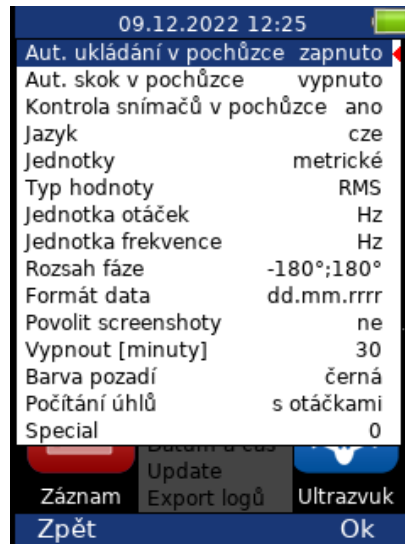 09.12.2022 12:25
Aut. ukládání v pochůzce zapnuto
Aut. skok v pochůzce vypnuto
Kontrola snímačů v pochůzce ano
Jazyk cze
Jednotky metrické
Typ hodnoty RMS
Jednotka otáček Hz
Jednotka frekvence Hz
Rozsah fáze -180°;180°
Formát data dd.mm.rrrr
Povolit screenshoty ne
Vypnout [minuty] 30
Barva pozadí černá
Počítání úhlů s otáčkami
Special 0
Datum a čas
Update
Záznam Export logů Ultrazvuk
Zpět Ok